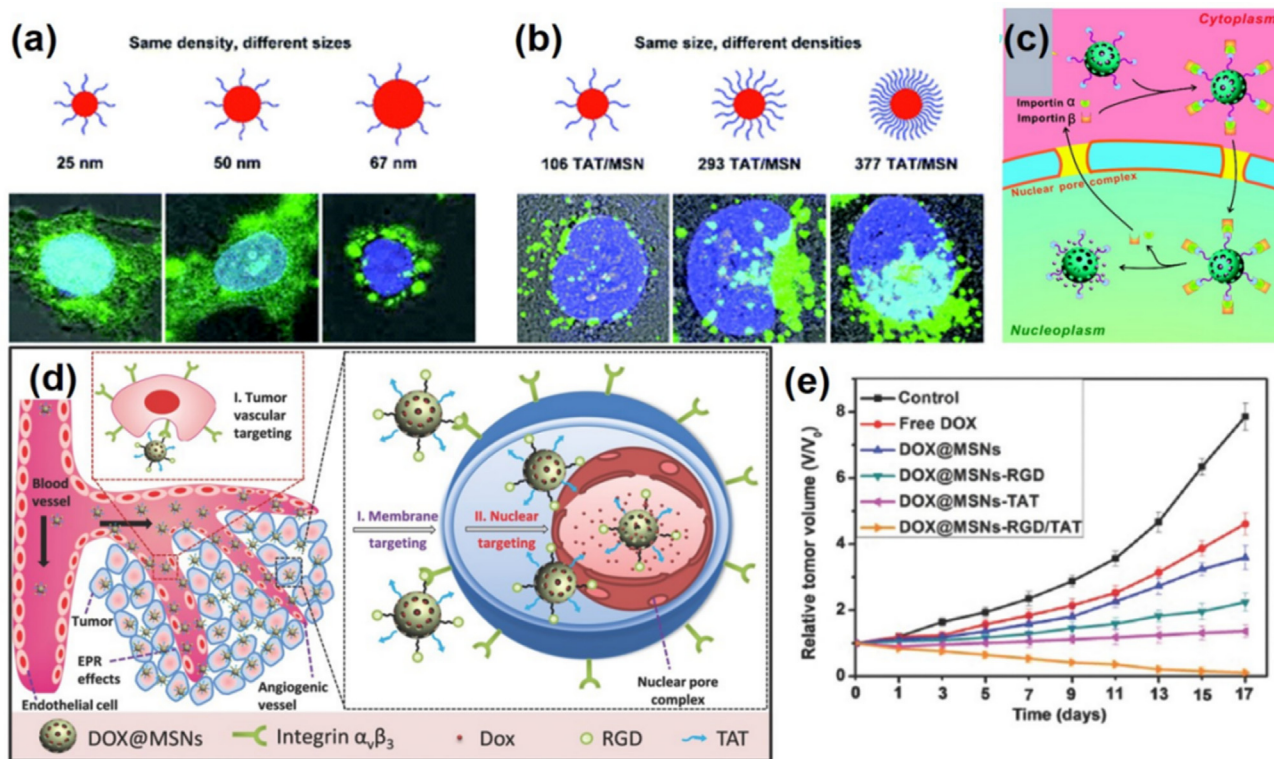 (a)
Same density, different sizes
25 nm
50 nm
67 nm
(b)
Same size, different densities
106 TAT/MSN
293 TAT/MSN
377 TAT/MSN
(c)
Cytoplasm
Importin α
Importin β
Nuclear pore complex
Nucleoplasm
(d)
I. Tumor
vascular
targeting
Blood
vessel
Tumor
EPR
effects
Endothelial cell
Angiogenic
vessel
I. Membrane
targeting
II. Nuclear
targeting
Nuclear pore
complex
DOX@MSNs
Integrin αvβ3
Dox
RGD
TAT
(e)
Relative tumor volume (V/V0)
8
6
4
2
0
Control
Free DOX
DOX@MSNs
DOX@MSNs-RGD
DOX@MSNs-TAT
DOX@MSNs-RGD/TAT
0 1 3 5 7 9 11 13 15 17
Time (days)